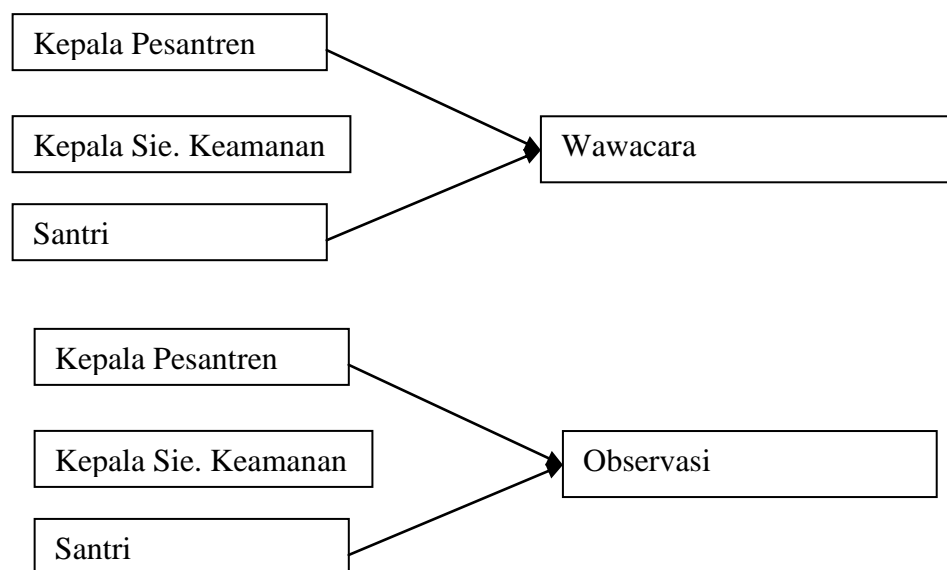 Kepala Pesantren
Kepala Sie. Keamanan
Wawacara
Santri
Kepala Pesantren
Kepala Sie. Keamanan
Observasi
Santri